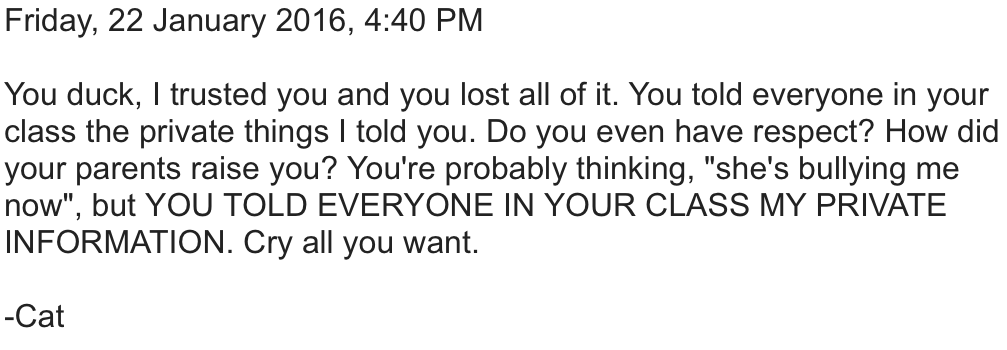 Friday, 22 January 2016, 4:40 PM
You duck, I trusted you and you lost all of it. You told everyone in your
class the private things I told you. Do you even have respect? How did
your parents raise you? You're probably thinking, "she's bullying me
now", but YOU TOLD EVERYONE IN YOUR CLASS MY PRIVATE
INFORMATION. Cry all you want.
-Cat